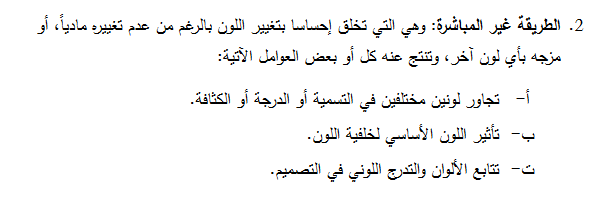 2. الطريقة غير المباشرة: وهي التي تخلق إحساسا بتغيير اللون بالرغم من عدم تغييره مادياً، أو
مزجه بأي لون آخر، وتنتج عنه كل أو بعض العوامل الآتية:
أ- تجاور لونين مختلفين في التسمية أو الدرجة أو الكثافة.
ب- تأثير اللون الأساسي لخلفية اللون.
ت- تتابع الألوان والتدرج اللوني في التصميم.